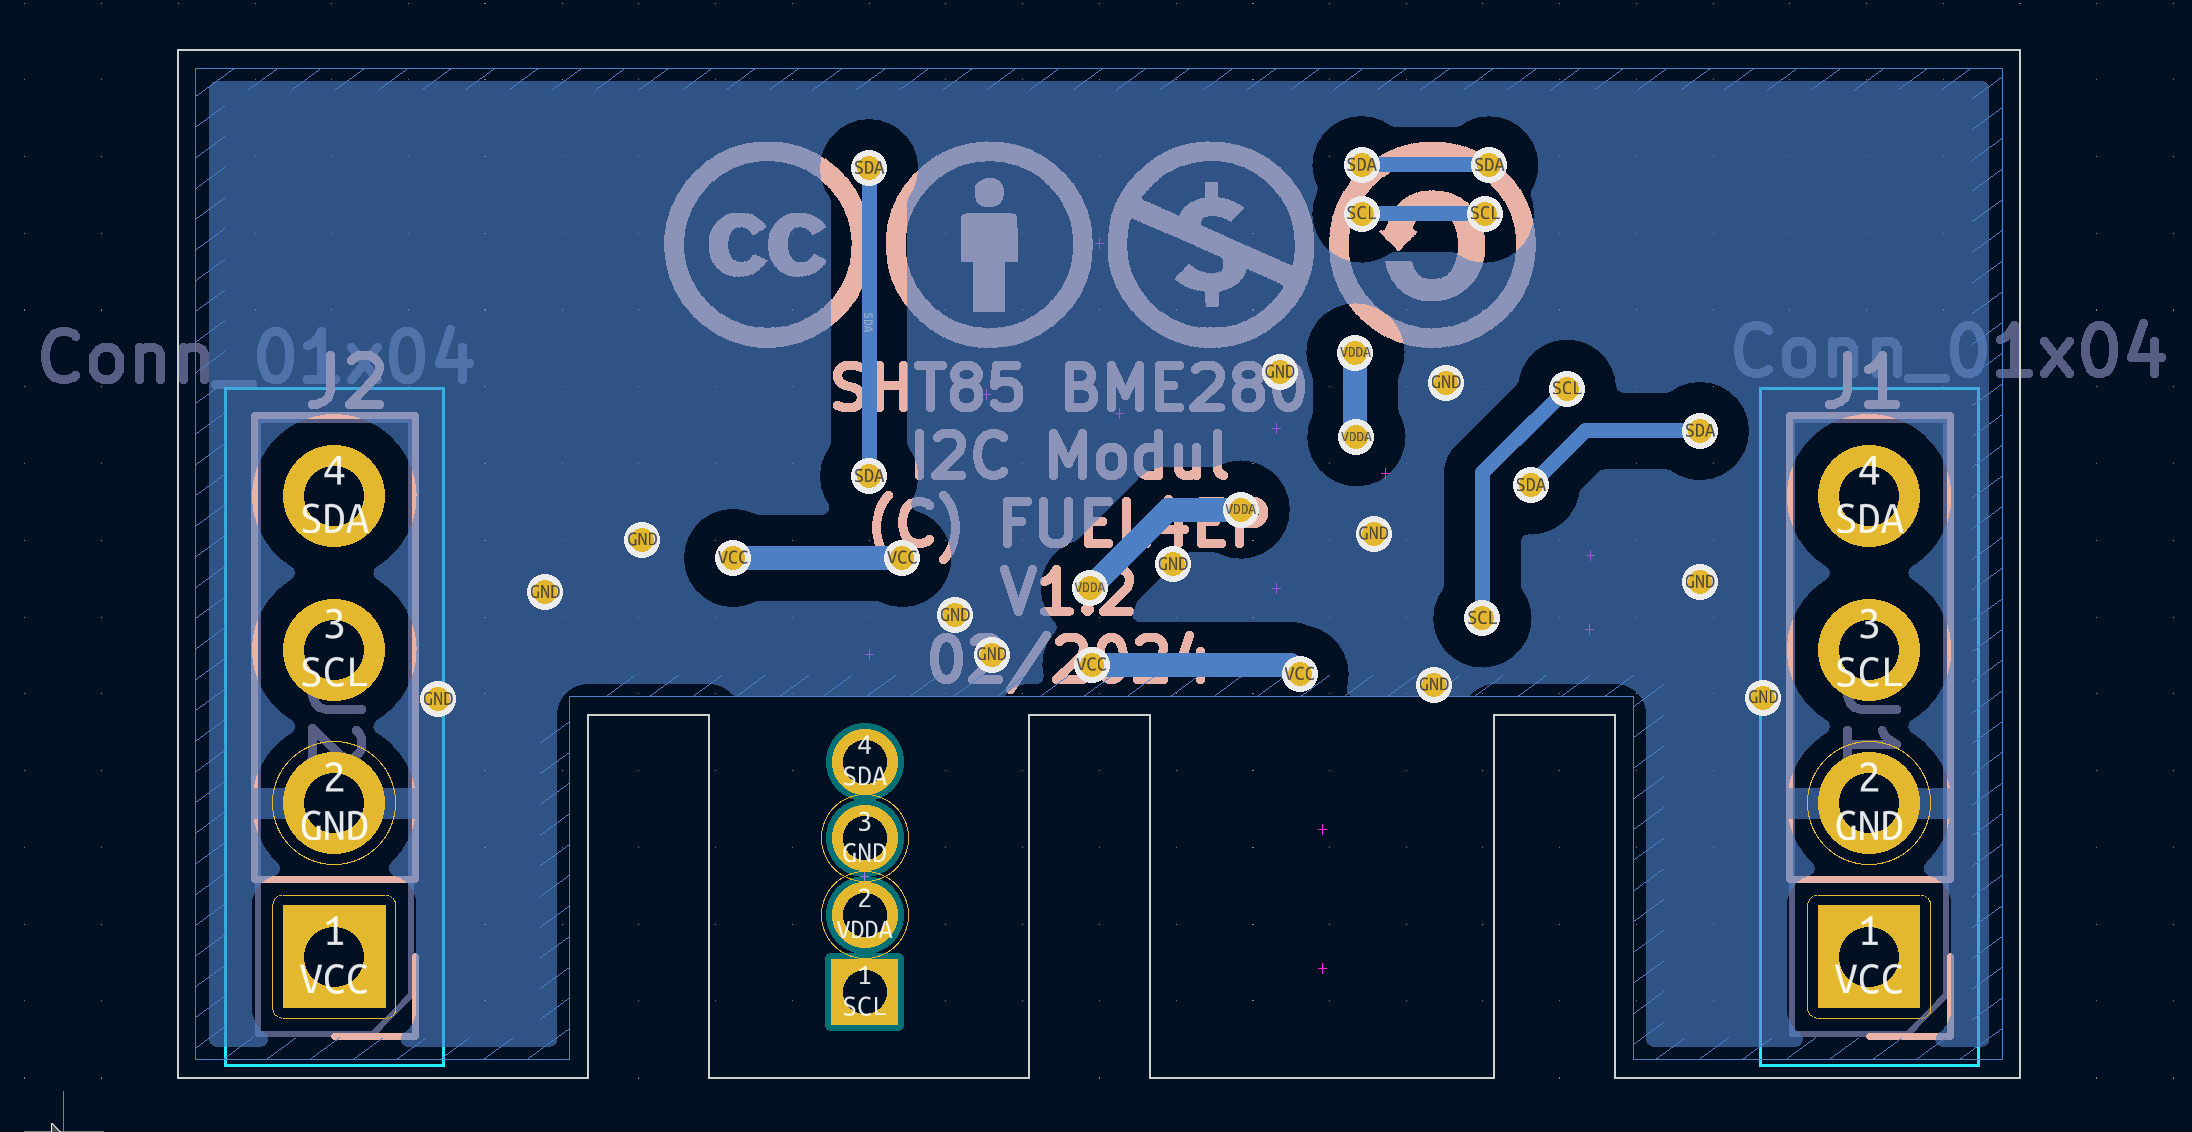 SDA
SDA
SDA
SCL
SCL
CC
$
SDA
Conn_01x04
J2
SHT85 BME280
GND
VDDA
GND
SCL
Conn_01x04
J1
I2C Modul
VDDA
SDA
SDA
SDA
4
SDA
4
SDA
(C) FUEL4EP
VDDA
GND
GND
VCC
VCC
GND
GND
V1.2
VDDA
GND
GND
SCL
3
SCL
3
SCL
02/2024
GND
VCC
VCC
GND
GND
GND
J2
J1
4
SDA
2
GND
2
GND
3
GND
2
VDDA
1
VCC
1
VCC
1
SCL